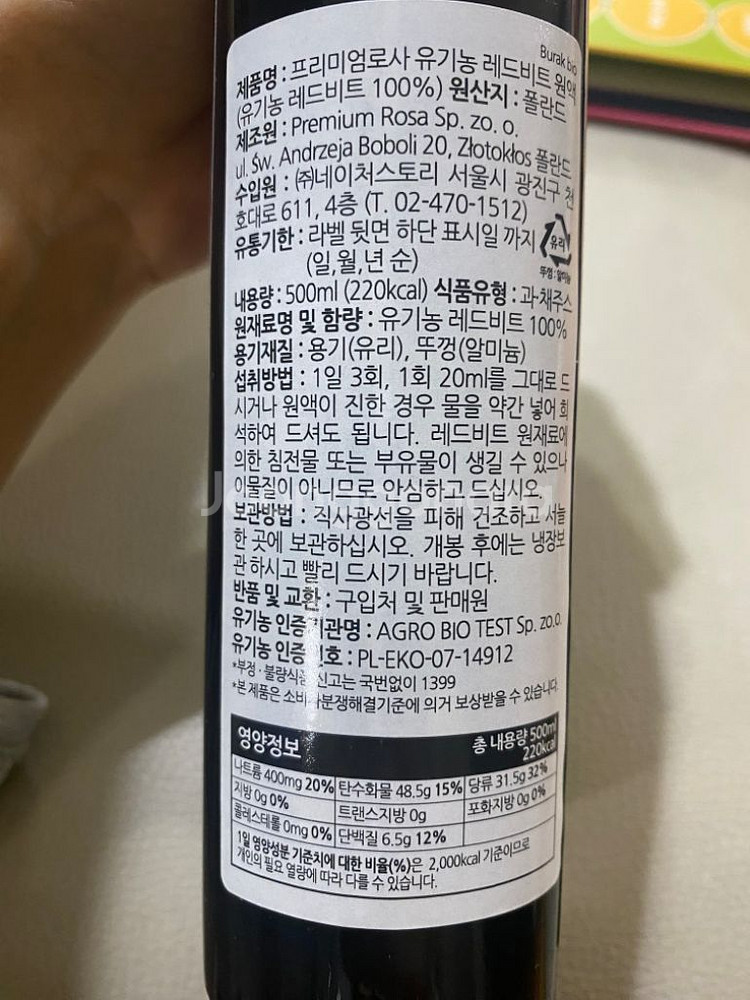 Burak bio
제품명 : 프리미엄로사 유기농 레드비트 원액
(유기농 레드비트 100%) 원산지 : 폴란드
제조원 : Premium Rosa Sp. zo. o.
ul. Św. Andrzeja Boboli 20, Złotokłos 폴란드
수입원 : ㈜네이처스토리 서울시 광진구 천
호대로 611, 4층 (T. 02-470-1512)
유통기한 : 라벨 뒷면 하단 표시일 까지
(일,월,년 순)
유리
뚜껑:알미늄
내용량 : 500ml (220kcal) 식품유형 : 과·채주스
원재료명 및 함량 : 유기농 레드비트 100%
용기재질 : 용기(유리), 뚜껑(알미늄)
섭취방법 : 1일 3회, 1회 20ml를 그대로 드
시거나 원액이 진한 경우 물을 약간 넣어 희
석하여 드셔도 됩니다. 레드비트 원재료에
의한 침전물 또는 부유물이 생길 수 있으나
이물질이 아니므로 안심하고 드십시오.
보관방법 : 직사광선을 피해 건조하고 서늘
한 곳에 보관하십시오. 개봉 후에는 냉장보
관 하시고 빨리 드시기 바랍니다.
반품 및 교환 : 구입처 및 판매원
유기농 인증기관명 : AGRO BIO TEST Sp. zo.o.
유기농 인증번호 : PL-EKO-07-14912
*부정·불량식품 신고는 국번없이 1399
*본 제품은 소비자분쟁해결기준에 의거 보상받을 수 있습니다.
영양정보 총 내용량 500ml
220kcal
나트륨 400mg 20% 탄수화물 48.5g 15% 당류 31.5g 32%
지방 0g 0% 트랜스지방 0g 포화지방 0g 0%
콜레스테롤 0mg 0% 단백질 6.5g 12%
1일 영양성분 기준치에 대한 비율(%)은 2,000kcal 기준이므로
개인의 필요 열량에 따라 다를 수 있습니다.